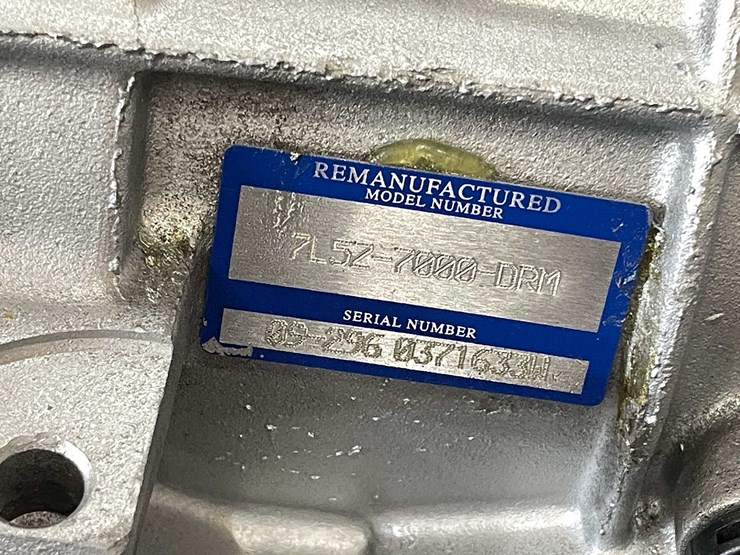 REMANUFACTURED
MODEL NUMBER
7L5Z-7000-DRM
SERIAL NUMBER
09-296 0371633W.